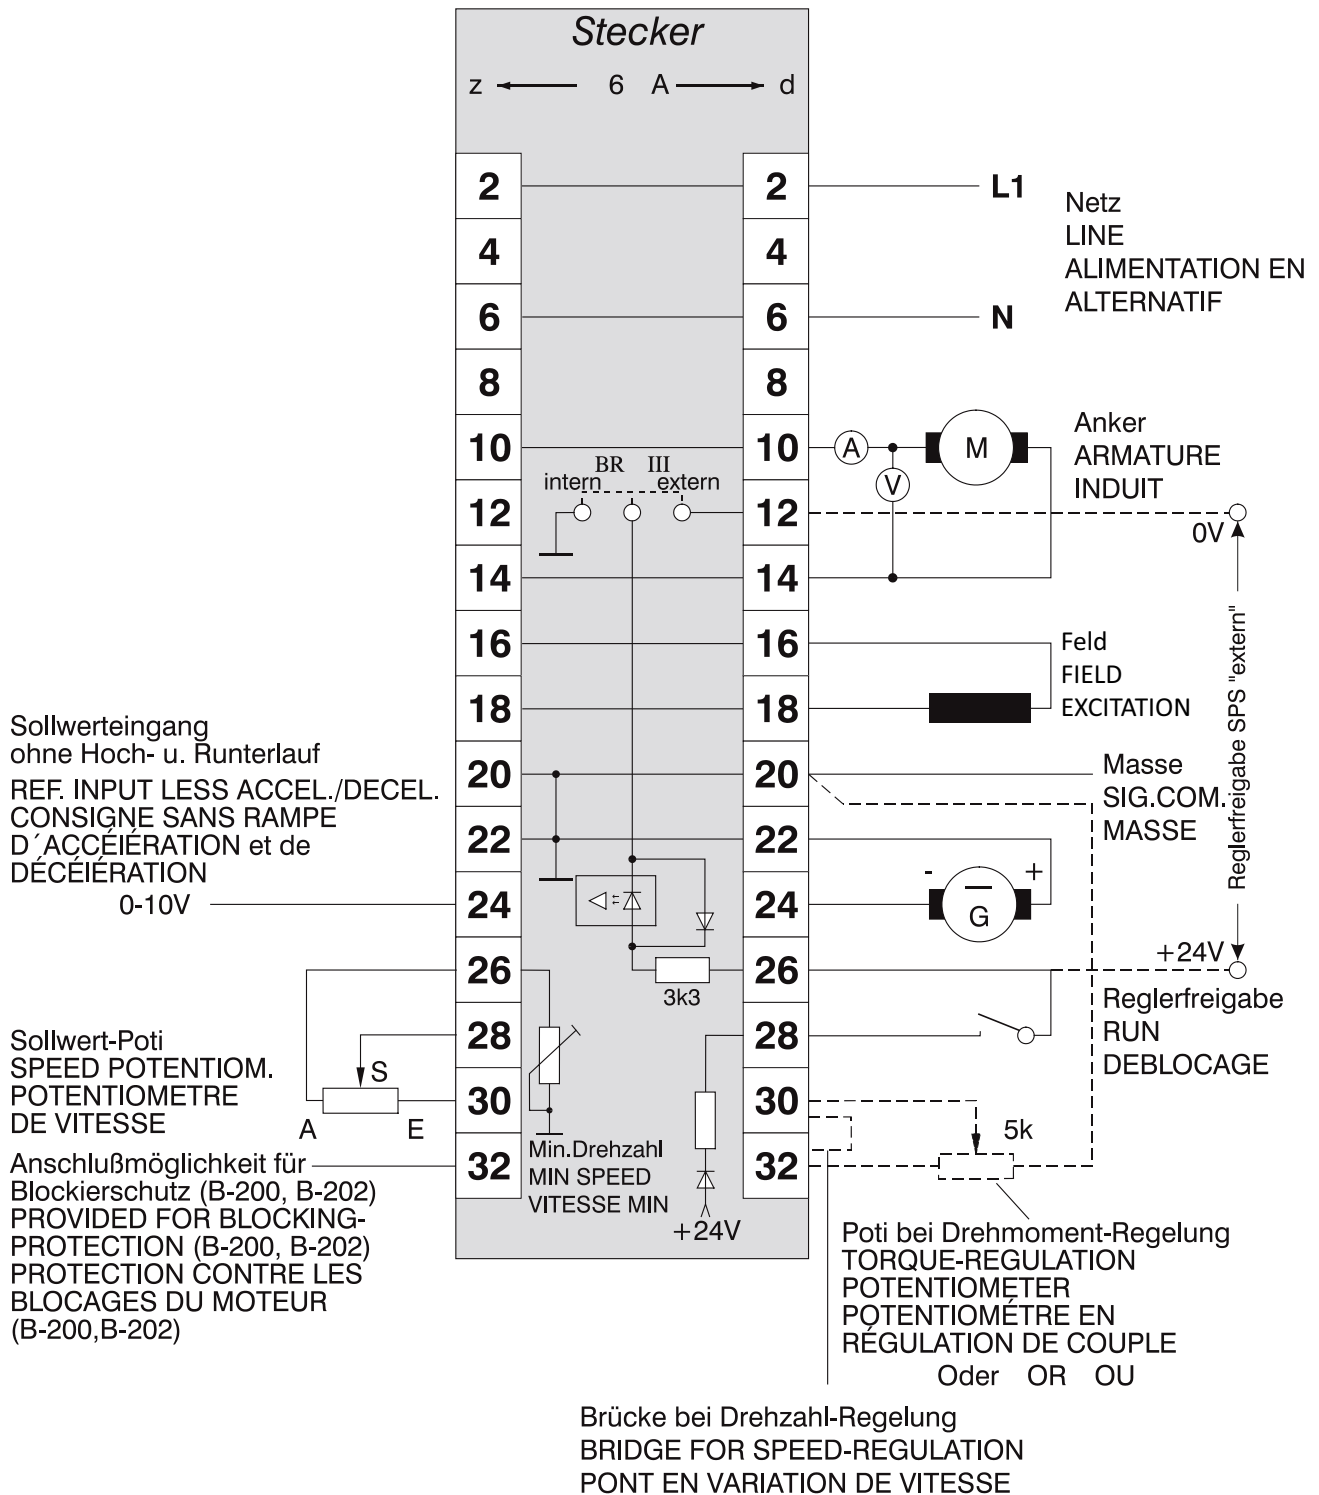 Stecker
z 6 A d
2 2 L1
4 4
6 6 N
8 8
10 10
12 12
14 14
16 16
18 18
20 20
22 22
24 24
26 26
28 28
30 30
32 32
Netz
LINE
ALIMENTATION EN
ALTERNATIF
A
V
M
Anker
ARMATURE
INDUIT
BR III
intern extern
0V
Reglerfreigabe SPS "extern"
+24V
Feld
FIELD
EXCITATION
Masse
SIG.COM.
MASSE
- +
G
3k3
Reglerfreigabe
RUN
DEBLOCAGE
Sollwerteingang
ohne Hoch- u. Runterlauf
REF. INPUT LESS ACCEL./DECEL.
CONSIGNE SANS RAMPE
D´ACCÉIÉRATION et de
DÉCÉIÉRATION
0-10V
Sollwert-Poti
SPEED POTENTIOM.
POTENTIOMETRE
DE VITESSE
S
A E
Anschlußmöglichkeit für
Blockierschutz (B-200, B-202)
PROVIDED FOR BLOCKING-
PROTECTION (B-200, B-202)
PROTECTION CONTRE LES
BLOCAGES DU MOTEUR
(B-200,B-202)
Min.Drehzahl
MIN SPEED
VITESSE MIN
+24V
5k
Poti bei Drehmoment-Regelung
TORQUE-REGULATION
POTENTIOMETER
POTENTIOMÉTRE EN
RÉGULATION DE COUPLE
Oder OR OU
Brücke bei Drehzahl-Regelung
BRIDGE FOR SPEED-REGULATION
PONT EN VARIATION DE VITESSE